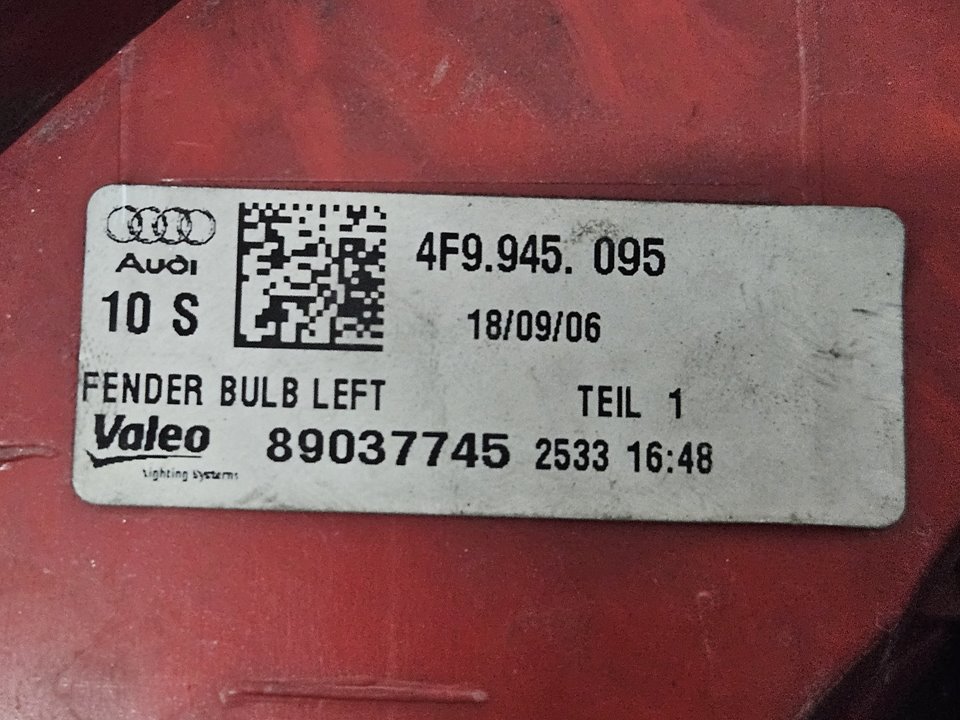 Audi
10 S
4F9.945. 095
18/09/06
FENDER BULB LEFT
TEIL 1
Valeo
Lighting Systems
89037745 2533 16:48